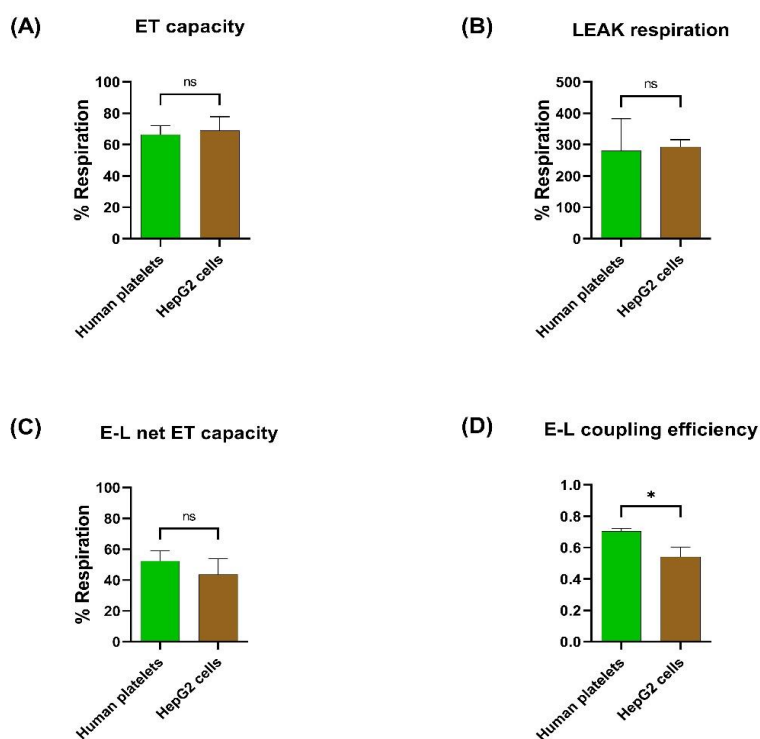 (A)
ET capacity
100
80
60
40
20
0
% Respiration
ns
Human platelets
HepG2 cells
(B)
LEAK respiration
500
400
300
200
100
0
% Respiration
ns
Human platelets
HepG2 cells
(C)
E-L net ET capacity
100
80
60
40
20
0
% Respiration
ns
Human platelets
HepG2 cells
(D)
E-L coupling efficiency
1.0
0.8
0.6
0.4
0.2
0.0
*
Human platelets
HepG2 cells